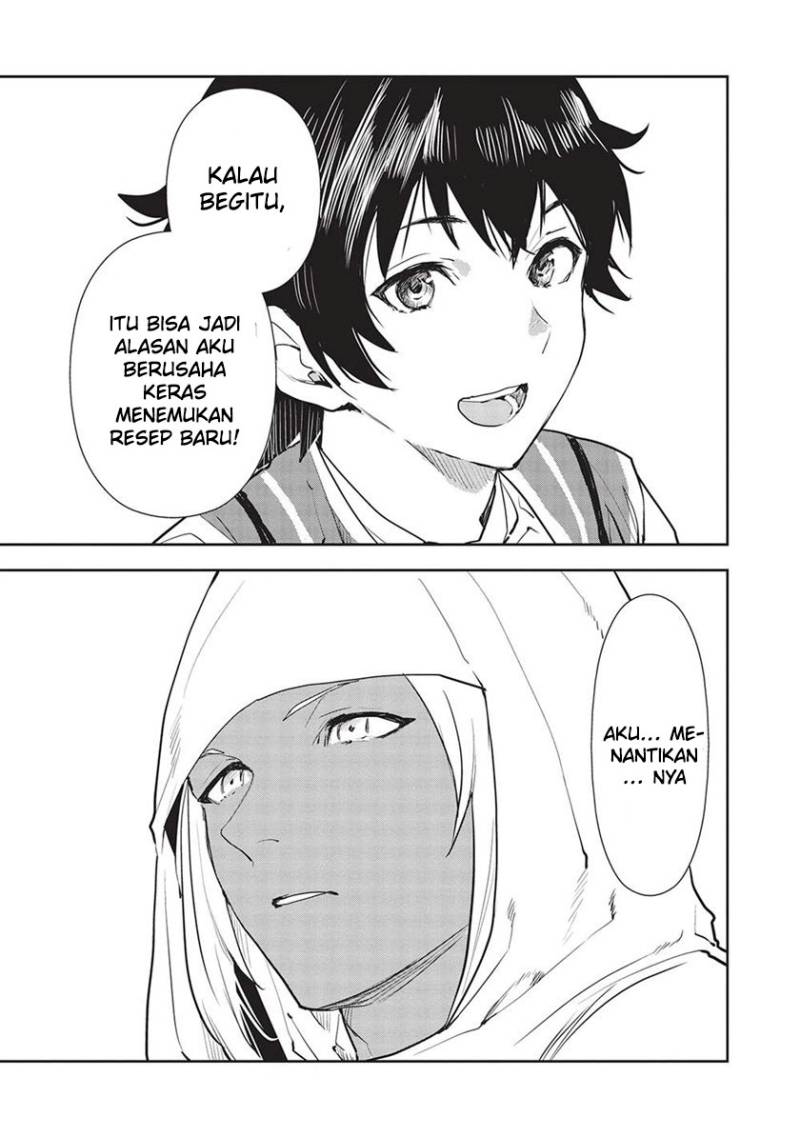 KALAU
BEGITU,
ITU BISA JADI
ALASAN AKU
BERUSAHA
KERAS
MENEMUKAN
RESEP BARU!
AKU... ME-
NANTIKAN
... NYA